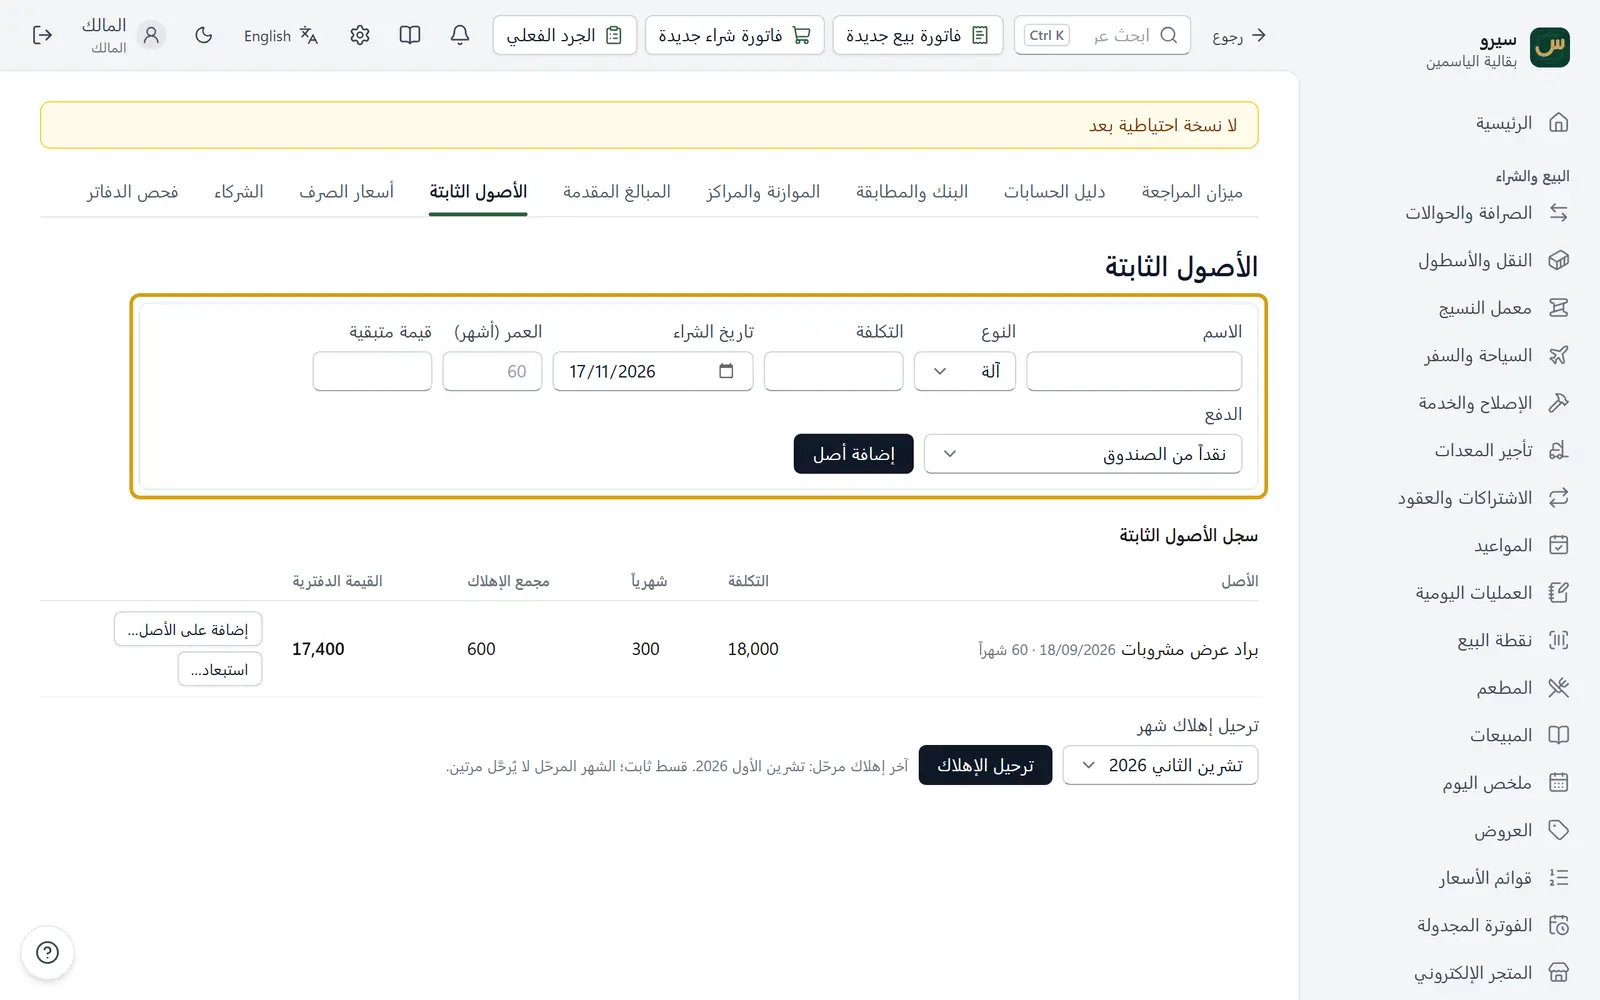 سيرو
بقالية الياسمين
رجوع
ابحث عر
Ctrl K
فاتورة بيع جديدة
فاتورة شراء جديدة
الجرد الفعلي
English
المالك
المالك
الرئيسية
البيع والشراء
الصرافة والحوالات
النقل والأسطول
معمل النسيج
السياحة والسفر
الإصلاح والخدمة
تأجير المعدات
الاشتراكات والعقود
المواعيد
العمليات اليومية
نقطة البيع
المطعم
المبيعات
ملخص اليوم
العروض
قوائم الأسعار
الفوترة المجدولة
المتجر الإلكتروني
لا نسخة احتياطية بعد
ميزان المراجعة
دليل الحسابات
البنك والمطابقة
الموازنة والمراكز
المبالغ المقدمة
الأصول الثابتة
أسعار الصرف
الشركاء
فحص الدفاتر
الأصول الثابتة
الاسم
النوع
التكلفة
تاريخ الشراء
العمر (أشهر)
قيمة متبقية
آلة
17/11/2026
60
الدفع
نقداً من الصندوق
إضافة أصل
سجل الأصول الثابتة
الأصل
التكلفة
شهرياً
مجمع الإهلاك
القيمة الدفترية
براد عرض مشروبات 18/09/2026 · 60 شهراً
18,000
300
600
17,400
إضافة على الأصل...
استبعاد...
ترحيل إهلاك شهر
تشرين الثاني 2026
ترحيل الإهلاك
آخر إهلاك مرحّل: تشرين الأول 2026. قسط ثابت؛ الشهر المرحّل لا يُرحَّل مرتين.